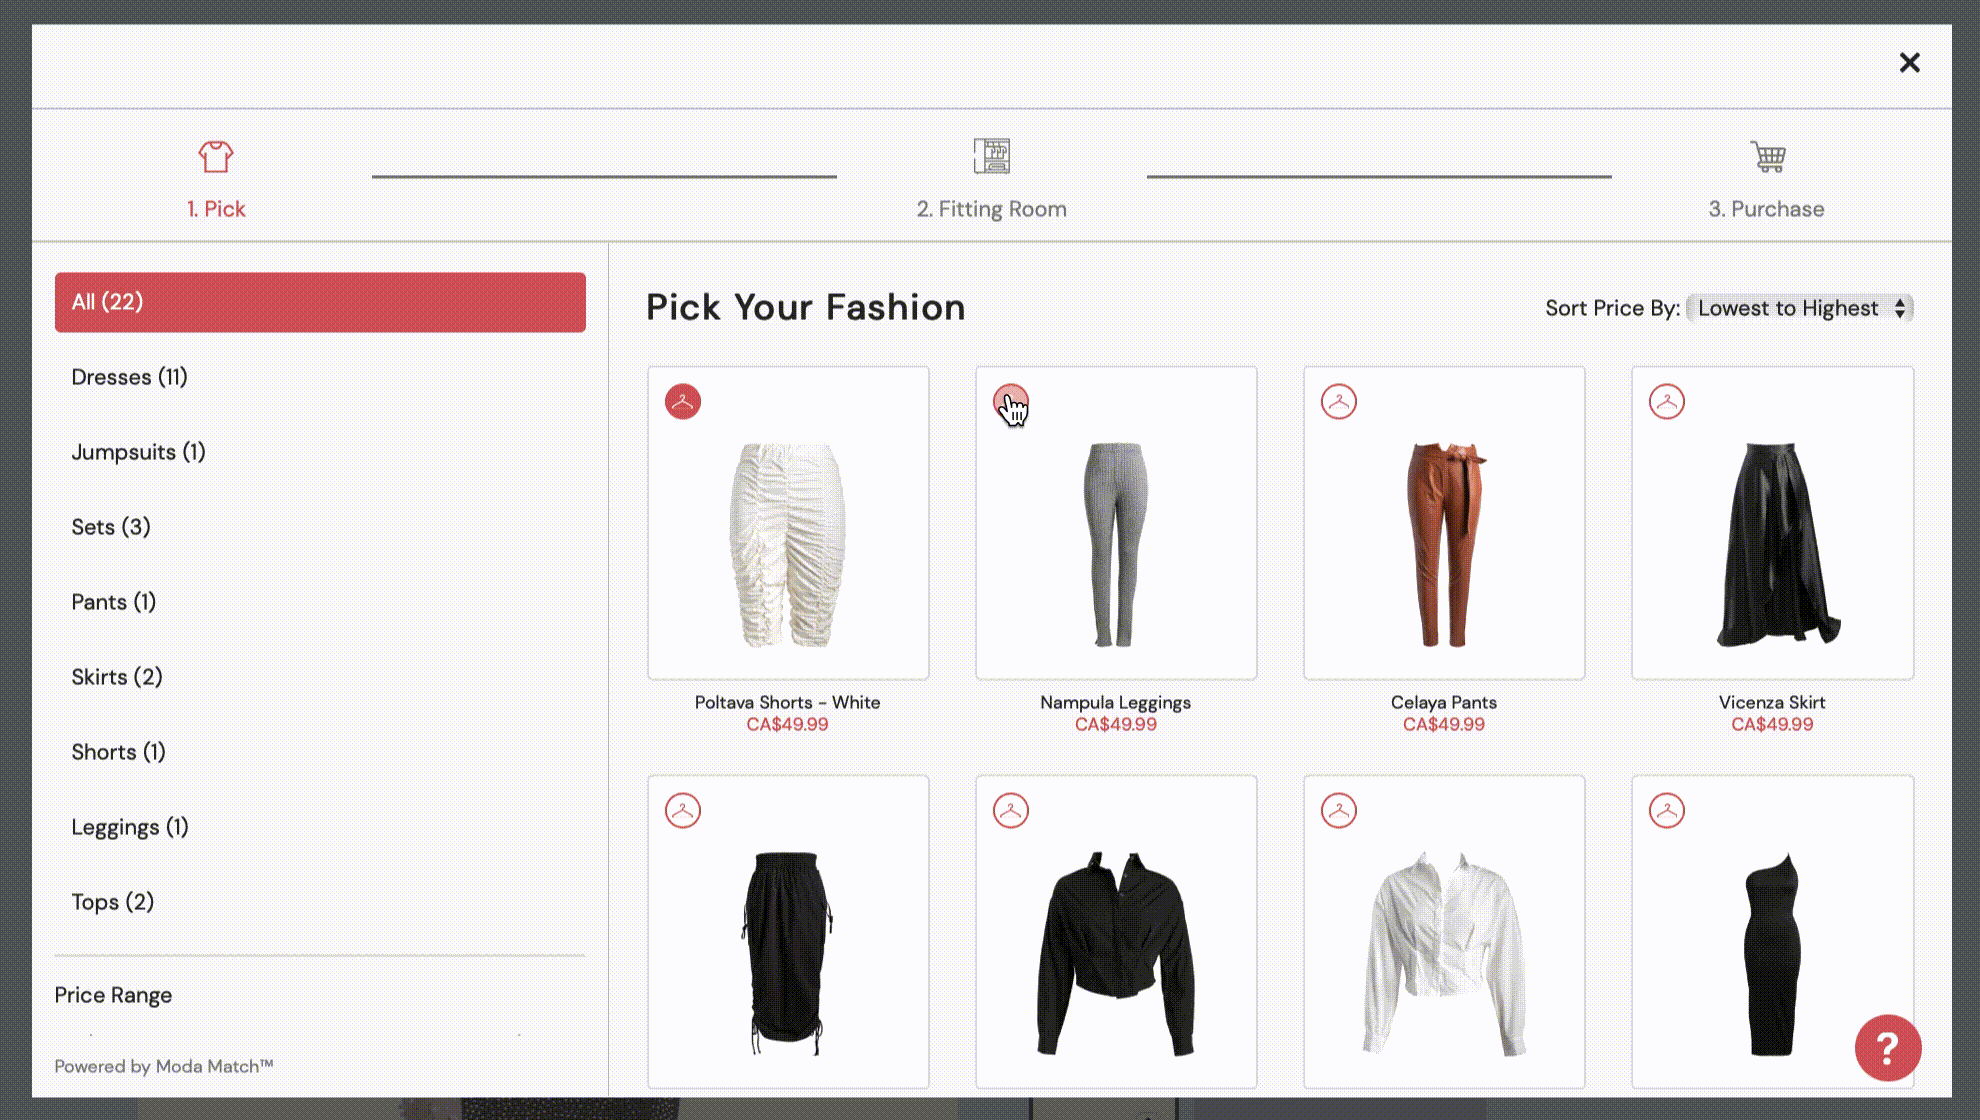 1. Pick
2. Fitting Room
3. Purchase
All (22)
Dresses (11)
Jumpsuits (1)
Sets (3)
Pants (1)
Skirts (2)
Shorts (1)
Leggings (1)
Tops (2)
Price Range
Powered by Moda Match™
Pick Your Fashion
Sort Price By: Lowest to Highest
Poltava Shorts - White
CA$49.99
Nampula Leggings
CA$49.99
Celaya Pants
CA$49.99
Vicenza Skirt
CA$49.99
?